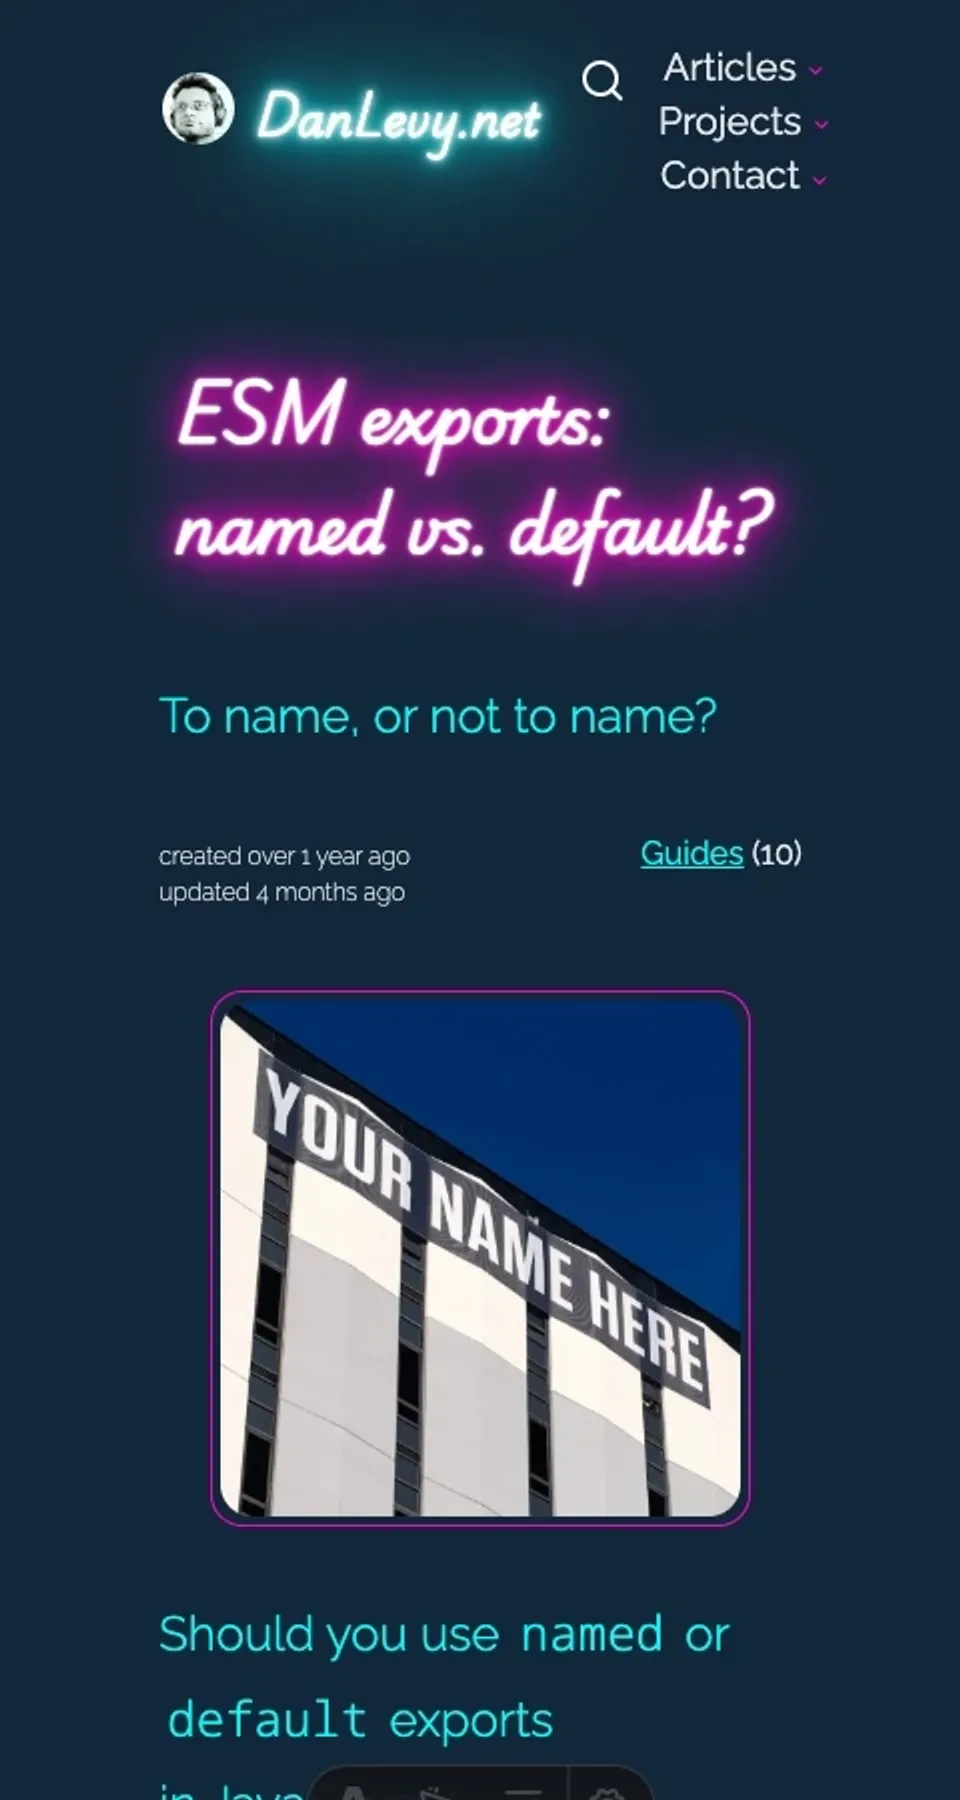 DanLevy.net
Articles
Projects
Contact
ESM exports:
named vs. default?
To name, or not to name?
created over 1 year ago
updated 4 months ago
Guides (10)
YOUR NAME HERE
Should you use named or
default exports
in